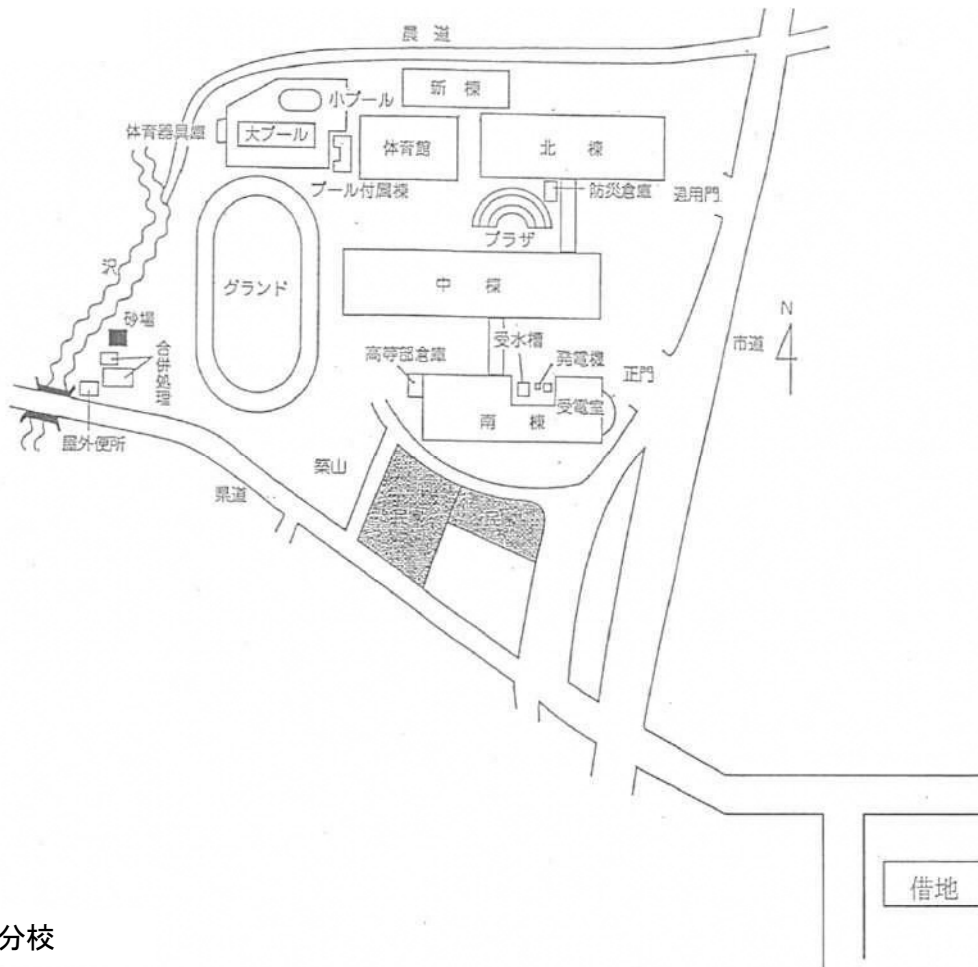 農道
新棟
小プール
体育器具庫
大プール
体育館
北棟
プール付属棟
防災倉庫
通用門
プラザ
沢
グランド
中棟
N
砂場
市道
受水槽
発電機
高等部倉庫
合併処理
正門
受電室
南棟
屋外便所
築山
県道
民家
民家
借地
分校